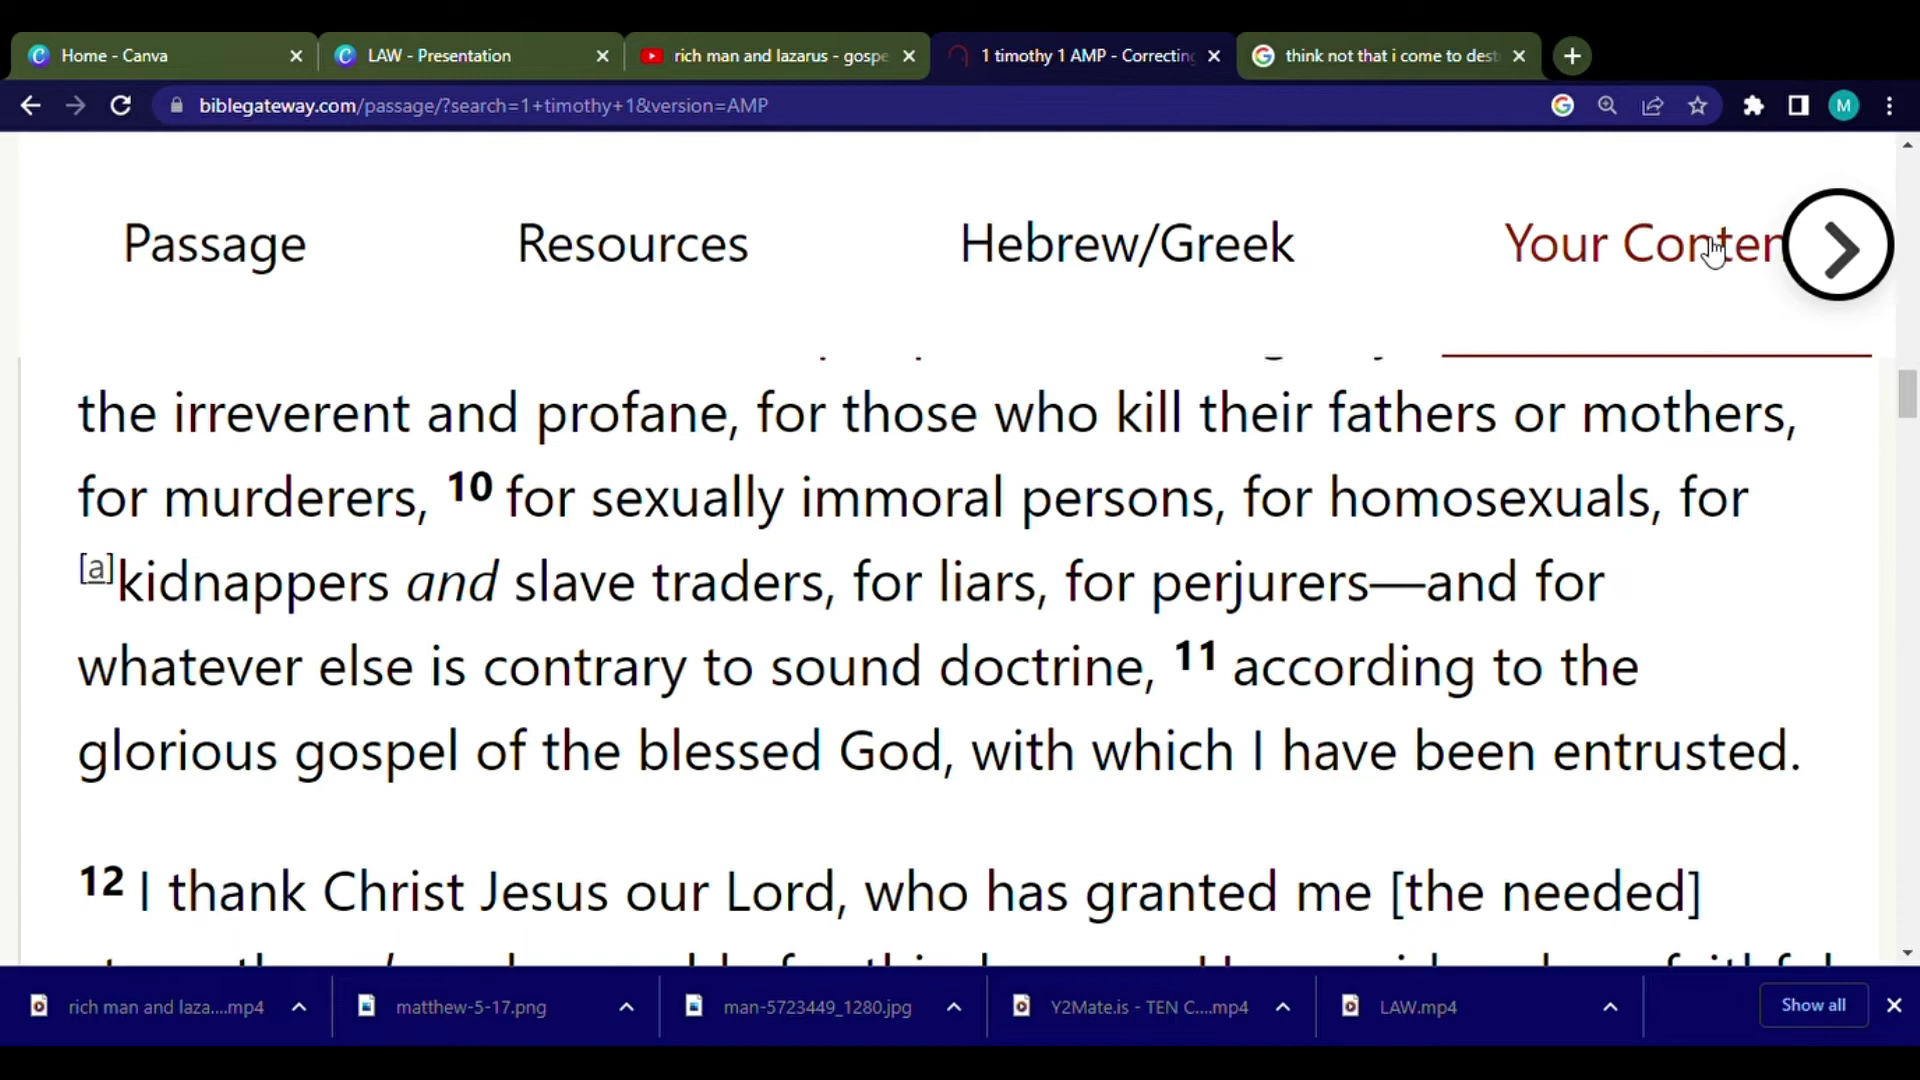 Home - Canva
LAW - Presentation
rich man and lazarus - gospe
1 timothy 1 AMP - Correcting
think not that i come to dest
biblegateway.com/passage/?search=1+timothy+1&version=AMP
M
Passage
Resources
Hebrew/Greek
Your Conten
the irreverent and profane, for those who kill their fathers or mothers,
for murderers, 10 for sexually immoral persons, for homosexuals, for
[a]kidnappers and slave traders, for liars, for perjurers—and for
whatever else is contrary to sound doctrine, 11 according to the
glorious gospel of the blessed God, with which I have been entrusted.
12 I thank Christ Jesus our Lord, who has granted me [the needed]
rich man and laza....mp4
matthew-5-17.png
man-5723449_1280.jpg
Y2Mate.is - TEN C....mp4
LAW.mp4
Show all